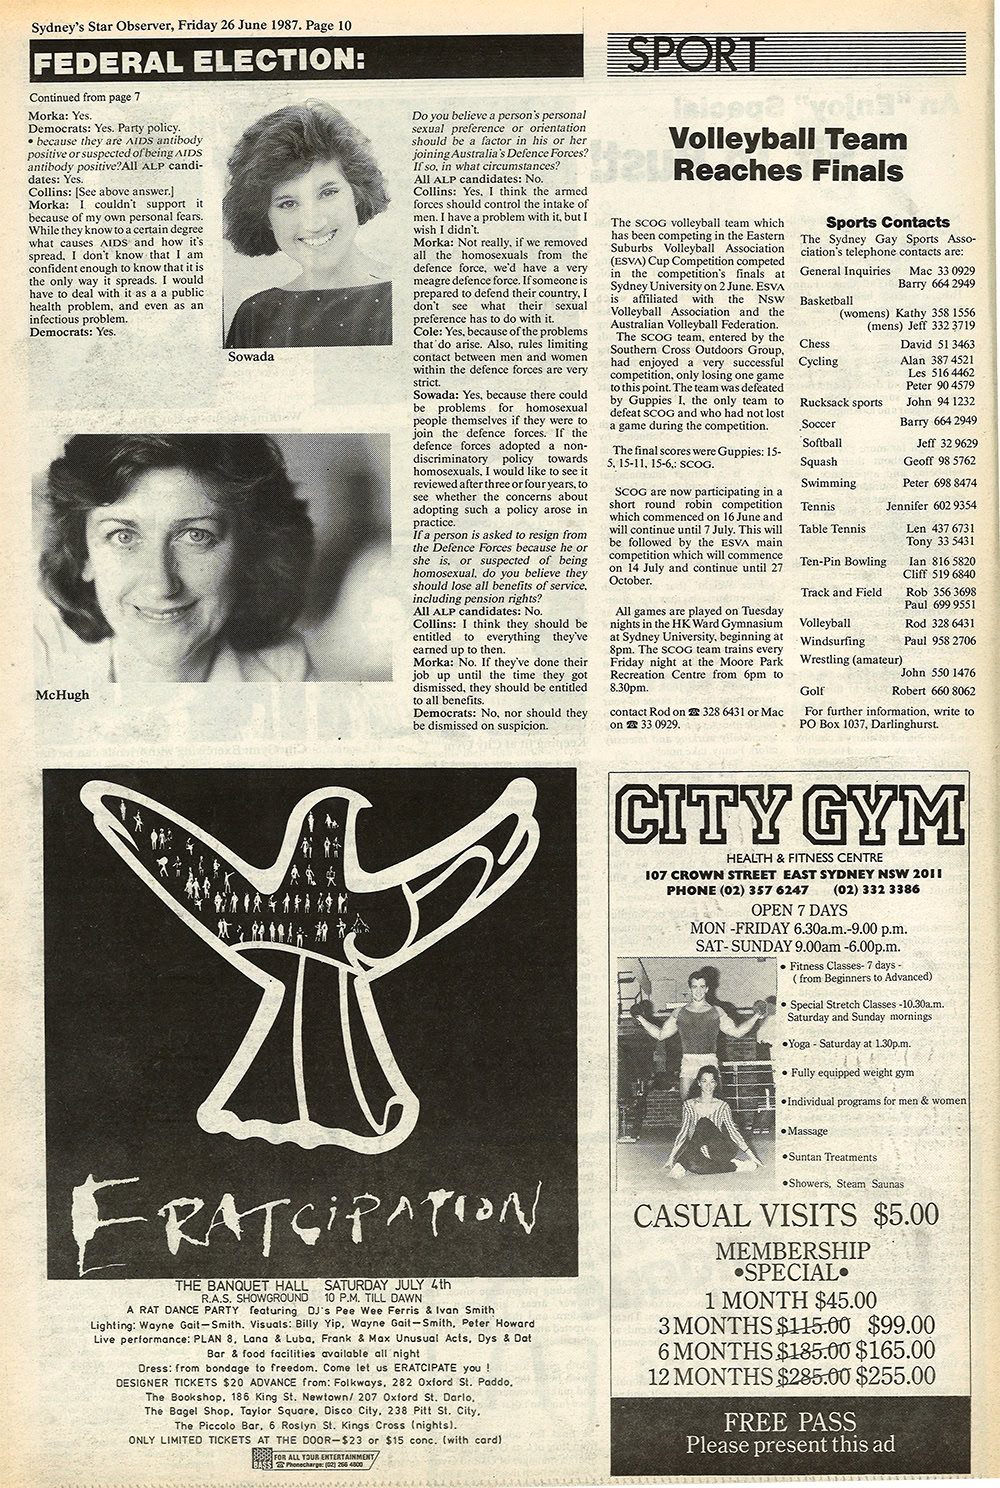 Sydney's Star Observer, Friday 26 June 1987. Page 10
FEDERAL ELECTION:
Continued from page 7
Morka: Yes.
Democrats: Yes. Party policy.
• because they are AIDS antibody
positive or suspected of being AIDS
antibody positive? All ALP candi-
dates: Yes.
Collins: [See above answer.]
Morka: I couldn't support it
because of my own personal fears.
While they know to a certain degree
what causes AIDS and how it's
spread, I don't know that I am
confident enough to know that it is
the only way it spreads. I would
have to deal with it as a a public
health problem, and even as an
infectious problem.
Democrats: Yes.
Sowada
McHugh
Do you believe a person's personal
sexual preference or orientation
should be a factor in his or her
joining Australia's Defence Forces?
If so, in what circumstances?
All ALP candidates: No.
Collins: Yes, I think the armed
forces should control the intake of
men. I have a problem with it, but I
wish I didn't.
Morka: Not really, if we removed
all the homosexuals from the
defence force, we'd have a very
meagre defence force. If someone is
prepared to defend their country, I
don't see what their sexual
preference has to do with it.
Cole: Yes, because of the problems
that do arise. Also, rules limiting
contact between men and women
within the defence forces are very
strict.
Sowada: Yes, because there could
be problems for homosexual
people themselves if they were to
join the defence forces. If the
defence forces adopted a non-
discriminatory policy towards
homosexuals, I would like to see it
reviewed after three or four years, to
see whether the concerns about
adopting such a policy arose in
practice.
If a person is asked to resign from
the Defence Forces because he or
she is, or suspected of being
homosexual, do you believe they
should lose all benefits of service,
including pension rights?
All ALP candidates: No.
Collins: I think they should be
entitled to everything they've
earned up to then.
Morka: No. If they've done their
job up until the time they got
dismissed, they should be entitled
to all benefits.
Democrats: No, nor should they
be dismissed on suspicion.
SPORT
Volleyball Team
Reaches Finals
The SCOG volleyball team which
has been competing in the Eastern
Suburbs Volleyball Association
(ESVA) Cup Competition competed
in the competition's finals at
Sydney University on 2 June. ESVA
is affiliated with the NSW
Volleyball Association and the
Australian Volleyball Federation.
The SCOG team, entered by the
Southern Cross Outdoors Group,
had enjoyed a very successful
competition, only losing one game
to this point. The team was defeated
by Guppies I, the only team to
defeat SCOG and who had not lost
a game during the competition.
The final scores were Guppies: 15-
5, 15-11, 15-6,: SCOG.
SCOG are now participating in a
short round robin competition
which commenced on 16 June and
will continue until 7 July. This will
be followed by the ESVA main
competition which will commence
on 14 July and continue until 27
October.
All games are played on Tuesday
nights in the HK Ward Gymnasium
at Sydney University, beginning at
8pm. The SCOG team trains every
Friday night at the Moore Park
Recreation Centre from 6pm to
8.30pm.
contact Rod on ☎ 328 6431 or Mac
on ☎ 33 0929.
Sports Contacts
The Sydney Gay Sports Asso-
ciation's telephone contacts are:
General Inquiries Mac 33 0929
Barry 664 2949
Basketball
(womens) Kathy 358 1556
(mens) Jeff 332 3719
Chess David 51 3463
Cycling Alan 387 4521
Les 516 4462
Peter 90 4579
Rucksack sports John 94 1232
Soccer Barry 664 2949
Softball Jeff 32 9629
Squash Geoff 98 5762
Swimming Peter 698 8474
Tennis Jennifer 602 9354
Table Tennis Len 437 6731
Tony 33 5431
Ten-Pin Bowling Ian 816 5820
Cliff 519 6840
Track and Field Rob 356 3698
Paul 699 9551
Volleyball Rod 328 6431
Windsurfing Paul 958 2706
Wrestling (amateur)
John 550 1476
Golf Robert 660 8062
For further information, write to
PO Box 1037, Darlinghurst.
ERATCIPATION
THE BANQUET HALL SATURDAY JULY 4th
R.A.S. SHOWGROUND 10 P.M. TILL DAWN
A RAT DANCE PARTY featuring DJ's Pee Wee Ferris & Ivan Smith
Lighting: Wayne Gait-Smith. Visuals: Billy Yip, Wayne Gait-Smith, Peter Howard
Live performance: PLAN 8, Lana & Luba, Frank & Max Unusual Acts, Dys & Dat
Bar & food facilities available all night
Dress: from bondage to freedom. Come let us ERATCIPATE you !
DESIGNER TICKETS $20 ADVANCE from: Folkways, 282 Oxford St. Paddo,
The Bookshop, 186 King St. Newtown/ 207 Oxford St. Darlo,
The Bagel Shop, Taylor Square, Disco City, 238 Pitt St. City,
The Piccolo Bar, 6 Roslyn St. Kings Cross (nights).
ONLY LIMITED TICKETS AT THE DOOR—$23 or $15 conc. (with card)
BASS FOR ALL YOUR ENTERTAINMENT
☎ Phonecharge: (02) 266 4800
CITY GYM
HEALTH & FITNESS CENTRE
107 CROWN STREET EAST SYDNEY NSW 2011
PHONE (02) 357 6247 (02) 332 3386
OPEN 7 DAYS
MON -FRIDAY 6.30a.m.-9.00 p.m.
SAT- SUNDAY 9.00am -6.00p.m.
• Fitness Classes- 7 days -
( from Beginners to Advanced)
• Special Stretch Classes -10.30a.m.
Saturday and Sunday mornings
•Yoga - Saturday at 1.30p.m.
• Fully equipped weight gym
•Individual programs for men & women
•Massage
•Suntan Treatments
•Showers, Steam Saunas
CASUAL VISITS $5.00
MEMBERSHIP
•SPECIAL•
1 MONTH $45.00
3 MONTHS $115.00 $99.00
6 MONTHS $185.00 $165.00
12 MONTHS $285.00 $255.00
FREE PASS
Please present this ad